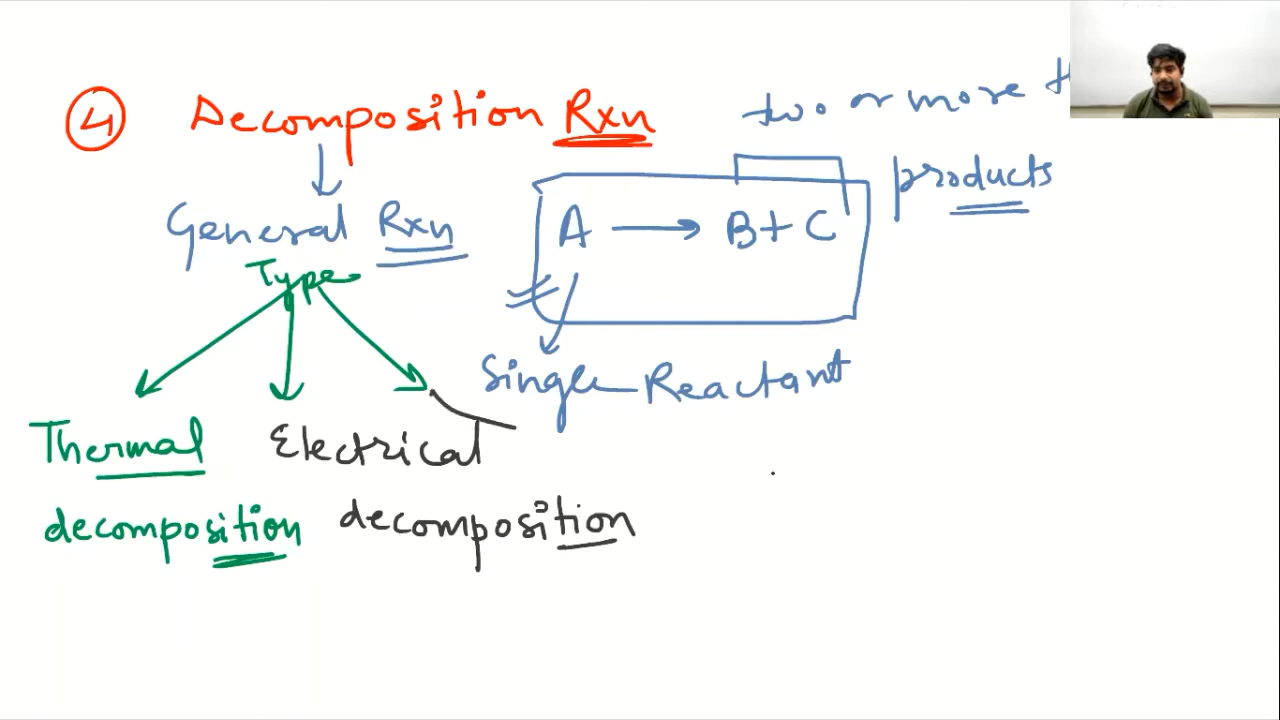 4 Decomposition Rxn
two or more
products
General Rxn
A → B + C
Type
Single Reactant
Thermal Electrical
decomposition decomposition